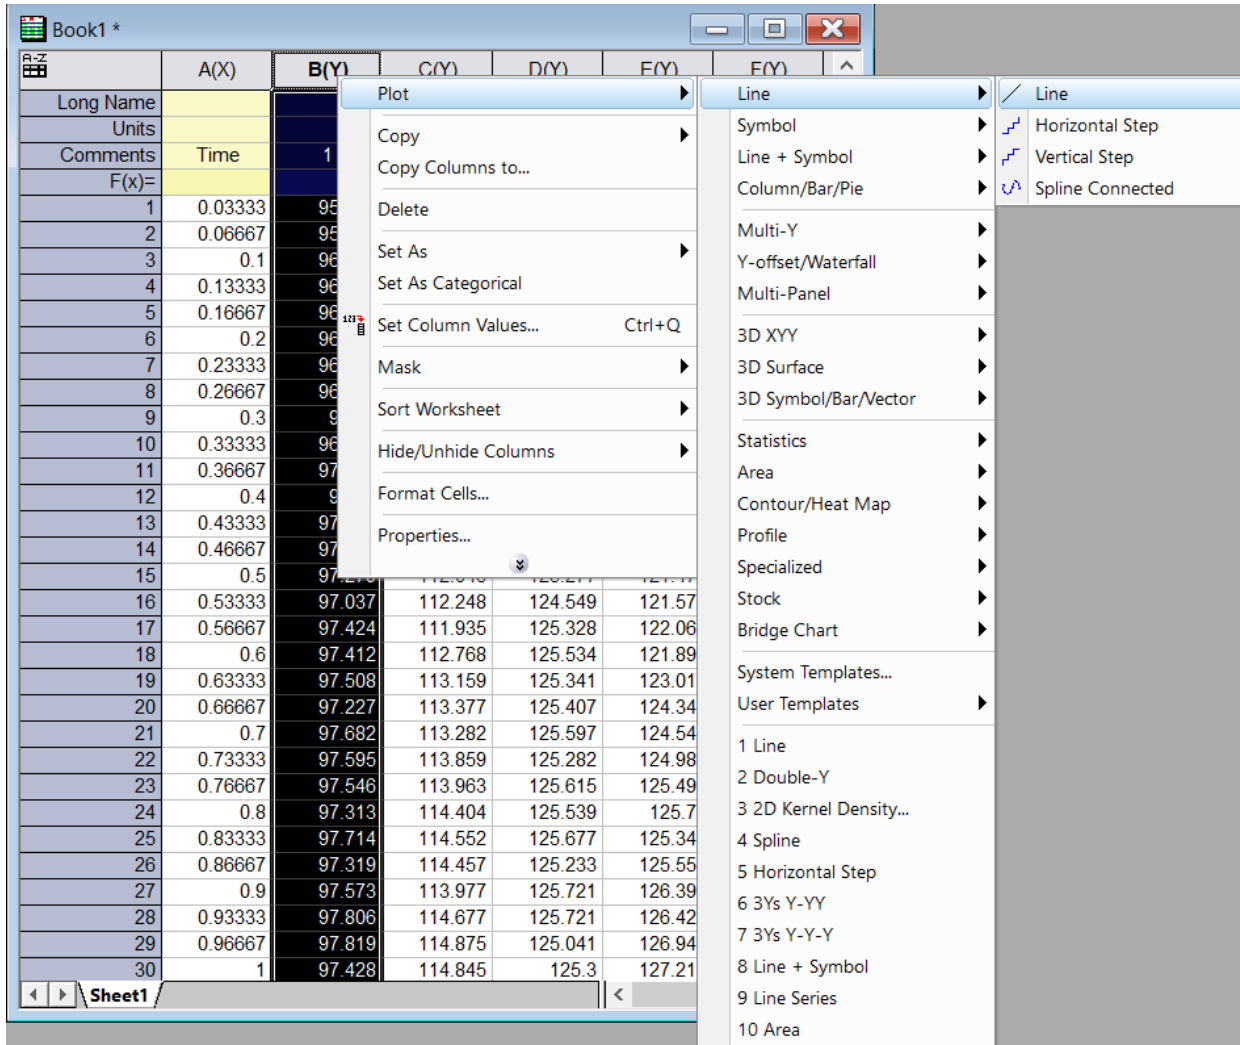 Book1 *
A(X) B(Y) C(Y) D(Y) E(Y) F(Y)
Long Name
Units
Comments Time 1
F(x)=
1 0.03333 95
2 0.06667 95
3 0.1 96
4 0.13333 96
5 0.16667 96
6 0.2 96
7 0.23333 96
8 0.26667 96
9 0.3 9
10 0.33333 96
11 0.36667 97
12 0.4 9
13 0.43333 97
14 0.46667 97
15 0.5 97
16 0.53333 97.037 112.248 124.549 121.57
17 0.56667 97.424 111.935 125.328 122.06
18 0.6 97.412 112.768 125.534 121.89
19 0.63333 97.508 113.159 125.341 123.01
20 0.66667 97.227 113.377 125.407 124.34
21 0.7 97.682 113.282 125.597 124.54
22 0.73333 97.595 113.859 125.282 124.98
23 0.76667 97.546 113.963 125.615 125.49
24 0.8 97.313 114.404 125.539 125.7
25 0.83333 97.714 114.552 125.677 125.34
26 0.86667 97.319 114.457 125.233 125.55
27 0.9 97.573 113.977 125.721 126.39
28 0.93333 97.806 114.677 125.721 126.42
29 0.96667 97.819 114.875 125.041 126.94
30 1 97.428 114.845 125.3 127.21
Sheet1
Plot
Copy
Copy Columns to...
Delete
Set As
Set As Categorical
Set Column Values... Ctrl+Q
Mask
Sort Worksheet
Hide/Unhide Columns
Format Cells...
Properties...
Line
Symbol
Line + Symbol
Column/Bar/Pie
Multi-Y
Y-offset/Waterfall
Multi-Panel
3D XYY
3D Surface
3D Symbol/Bar/Vector
Statistics
Area
Contour/Heat Map
Profile
Specialized
Stock
Bridge Chart
System Templates...
User Templates
1 Line
2 Double-Y
3 2D Kernel Density...
4 Spline
5 Horizontal Step
6 3Ys Y-YY
7 3Ys Y-Y-Y
8 Line + Symbol
9 Line Series
10 Area
Line
Horizontal Step
Vertical Step
Spline Connected